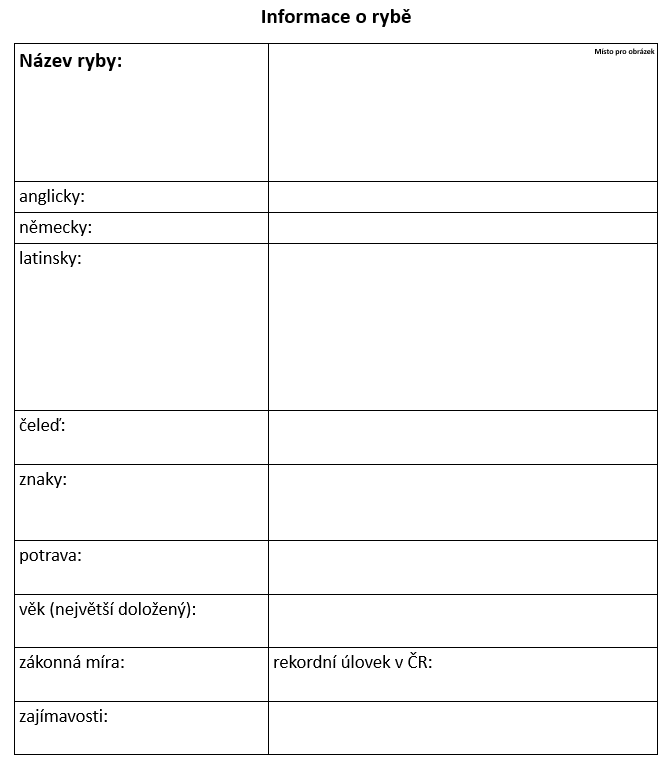 Informace o rybě
Název ryby:
Místo pro obrázek
anglicky:
německy:
latinsky:
čeleď:
znaky:
potrava:
věk (největší doložený):
zákonná míra:
rekordní úlovek v ČR:
zajímavosti: